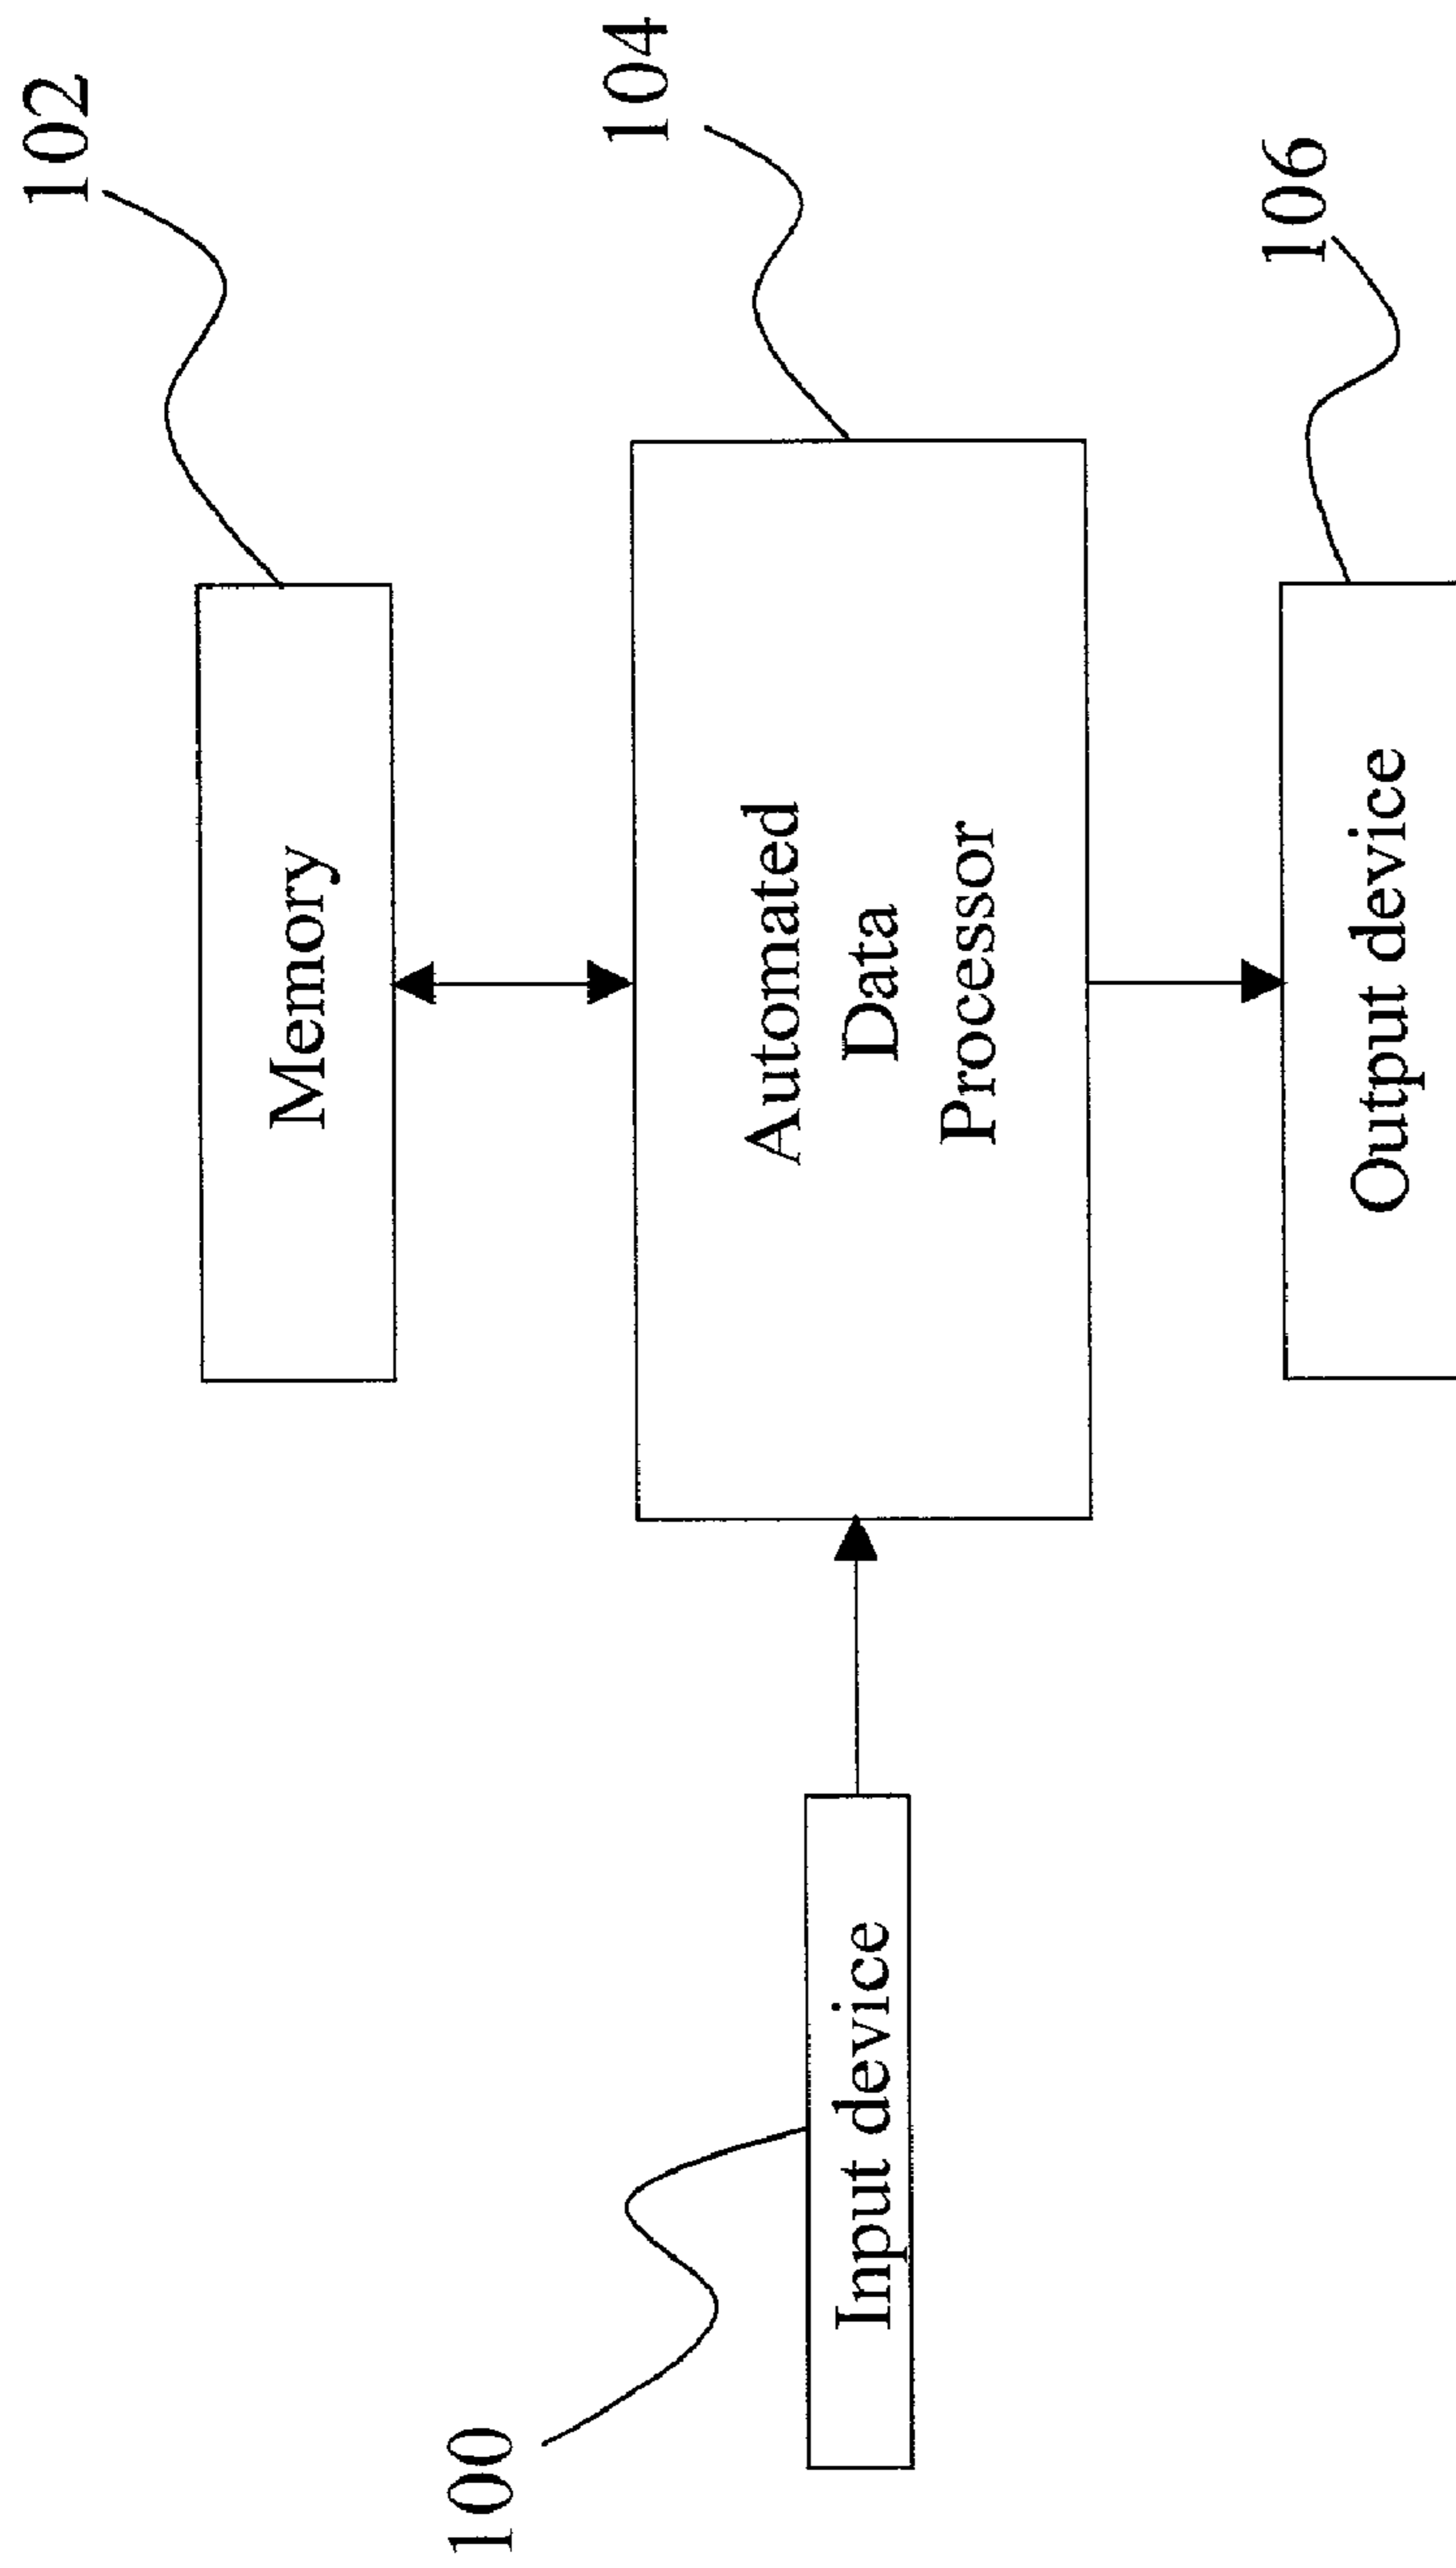 102
Memory
104
Automated
Data
Processor
100
Input device
106
Output device